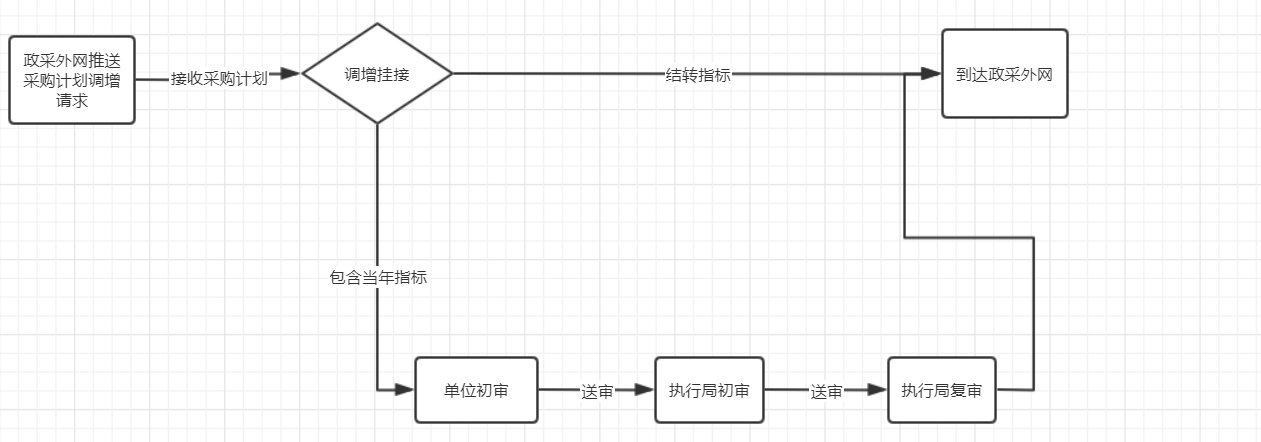 政采外网推送
采购计划调增
请求
接收采购计划
调增挂接
结转指标
到达政采外网
包含当年指标
单位初审
送审
执行局初审
送审
执行局复审